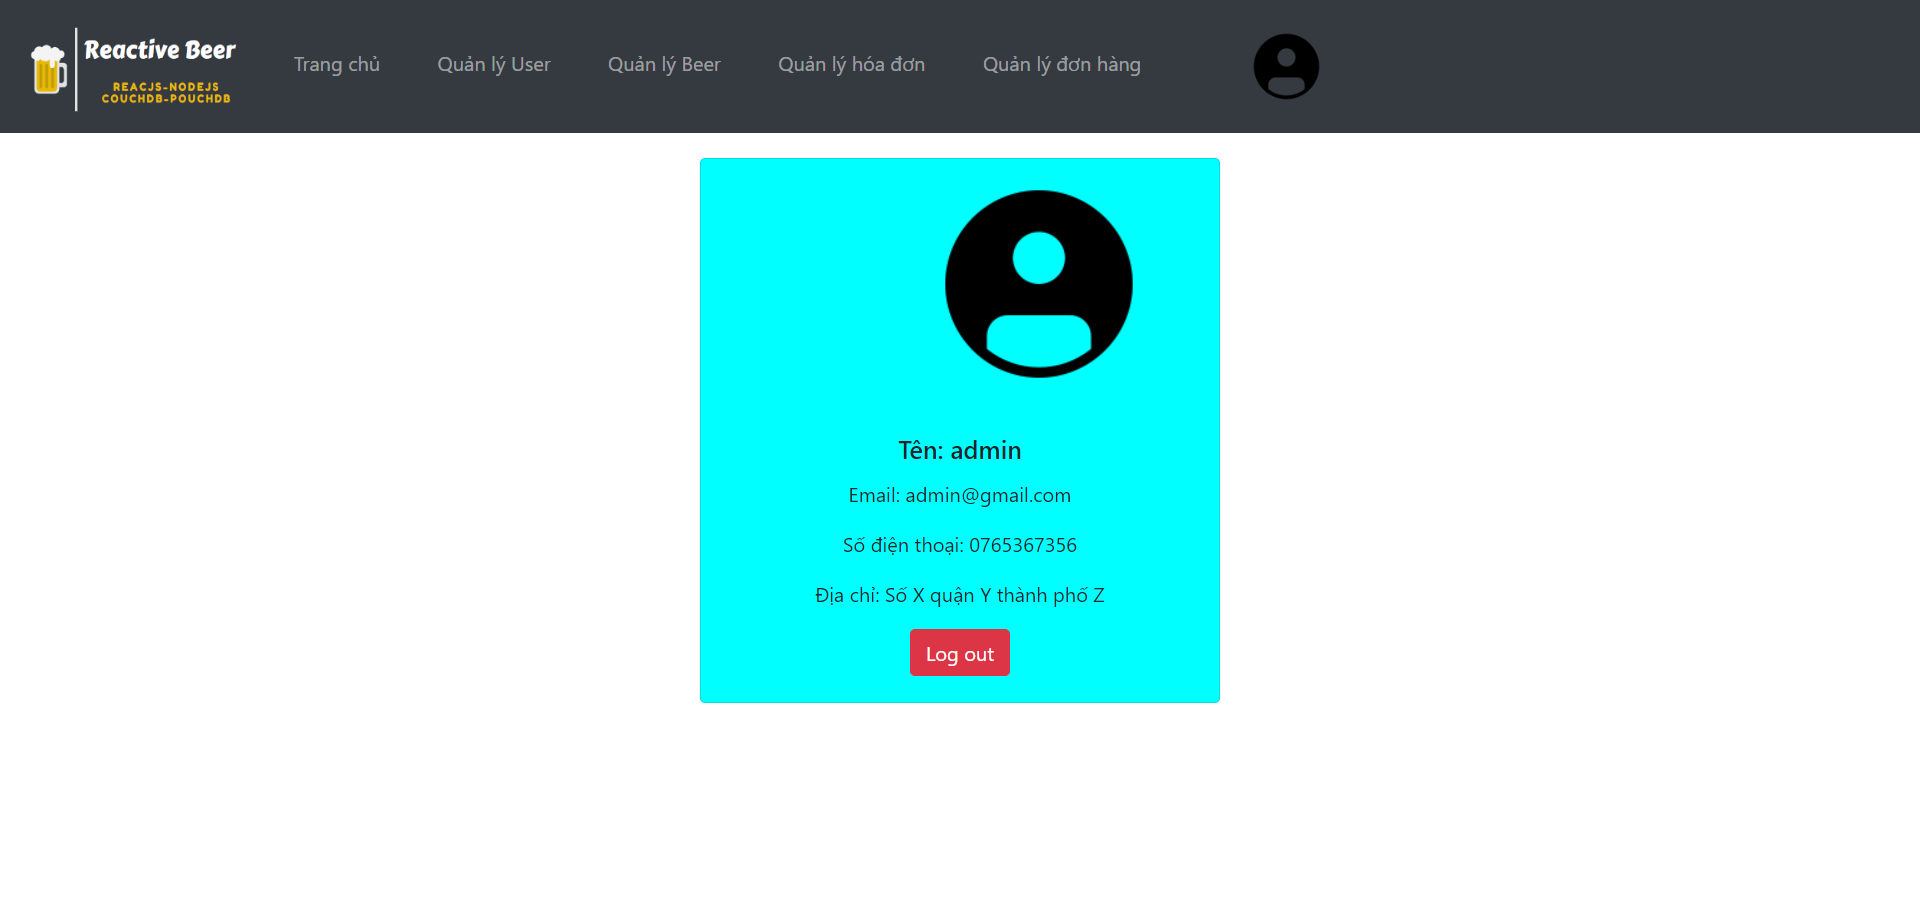 Reactive Beer
REACJS-NODEJS
COUCHDB-POUCHDB
Trang chủ Quản lý User Quản lý Beer Quản lý hóa đơn Quản lý đơn hàng
Tên: admin
Email: admin@gmail.com
Số điện thoại: 0765367356
Địa chỉ: Số X quận Y thành phố Z
Log out